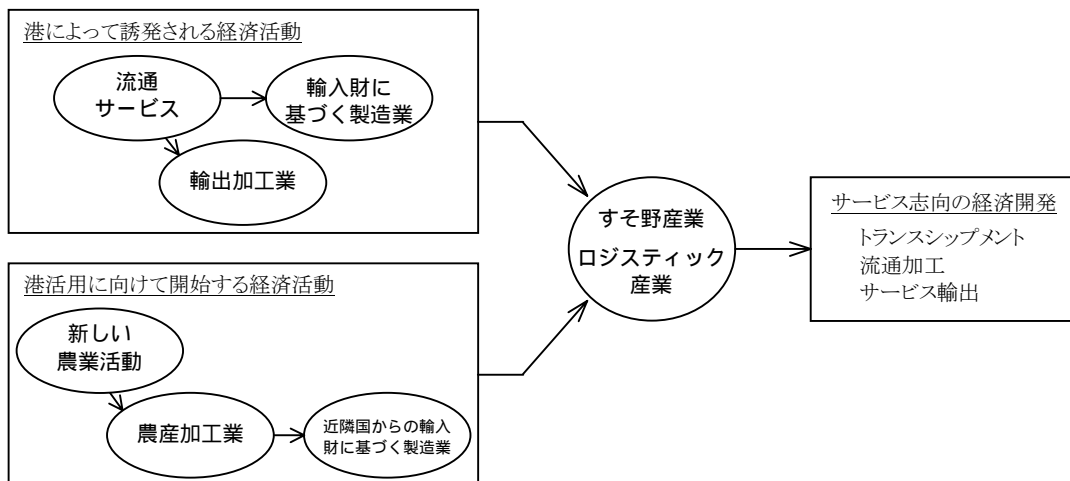 港によって誘発される経済活動
流通
サービス
輸入財に
基づく製造業
輸出加工業
港活用に向けて開始する経済活動
新しい
農業活動
農産加工業
近隣国からの輸入
財に基づく製造業
すそ野産業
ロジスティック
産業
サービス志向の経済開発
トランスシップメント
流通加工
サービス輸出